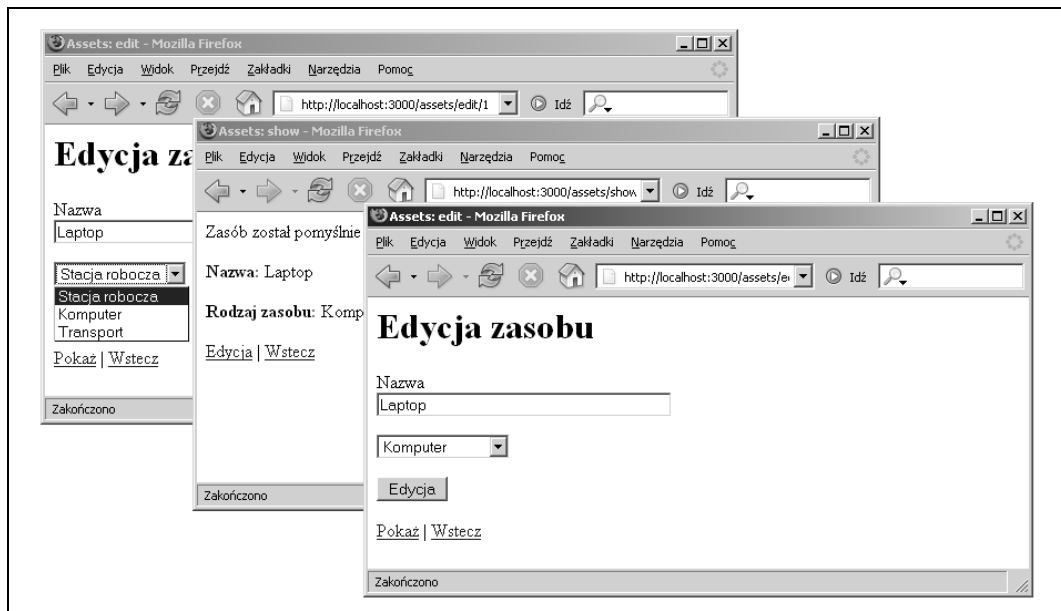 Assets: edit - Mozilla Firefox
Plik Edycja Widok Przejdź Zakładki Narzędzia Pomoc
http://localhost:3000/assets/edit/1 Idź
Edycja za
Nazwa
Laptop
Stacja robocza
Stacja robocza
Komputer
Transport
Pokaż | Wstecz
Zakończono
Assets: show - Mozilla Firefox
Plik Edycja Widok Przejdź Zakładki Narzędzia Pomoc
http://localhost:3000/assets/show Idź
Zasób został pomyślnie
Nazwa: Laptop
Rodzaj zasobu: Komp
Edycja | Wstecz
Zakończono
Assets: edit - Mozilla Firefox
Plik Edycja Widok Przejdź Zakładki Narzędzia Pomoc
http://localhost:3000/assets/e Idź
Edycja zasobu
Nazwa
Laptop
Komputer
Edycja
Pokaż | Wstecz
Zakończono